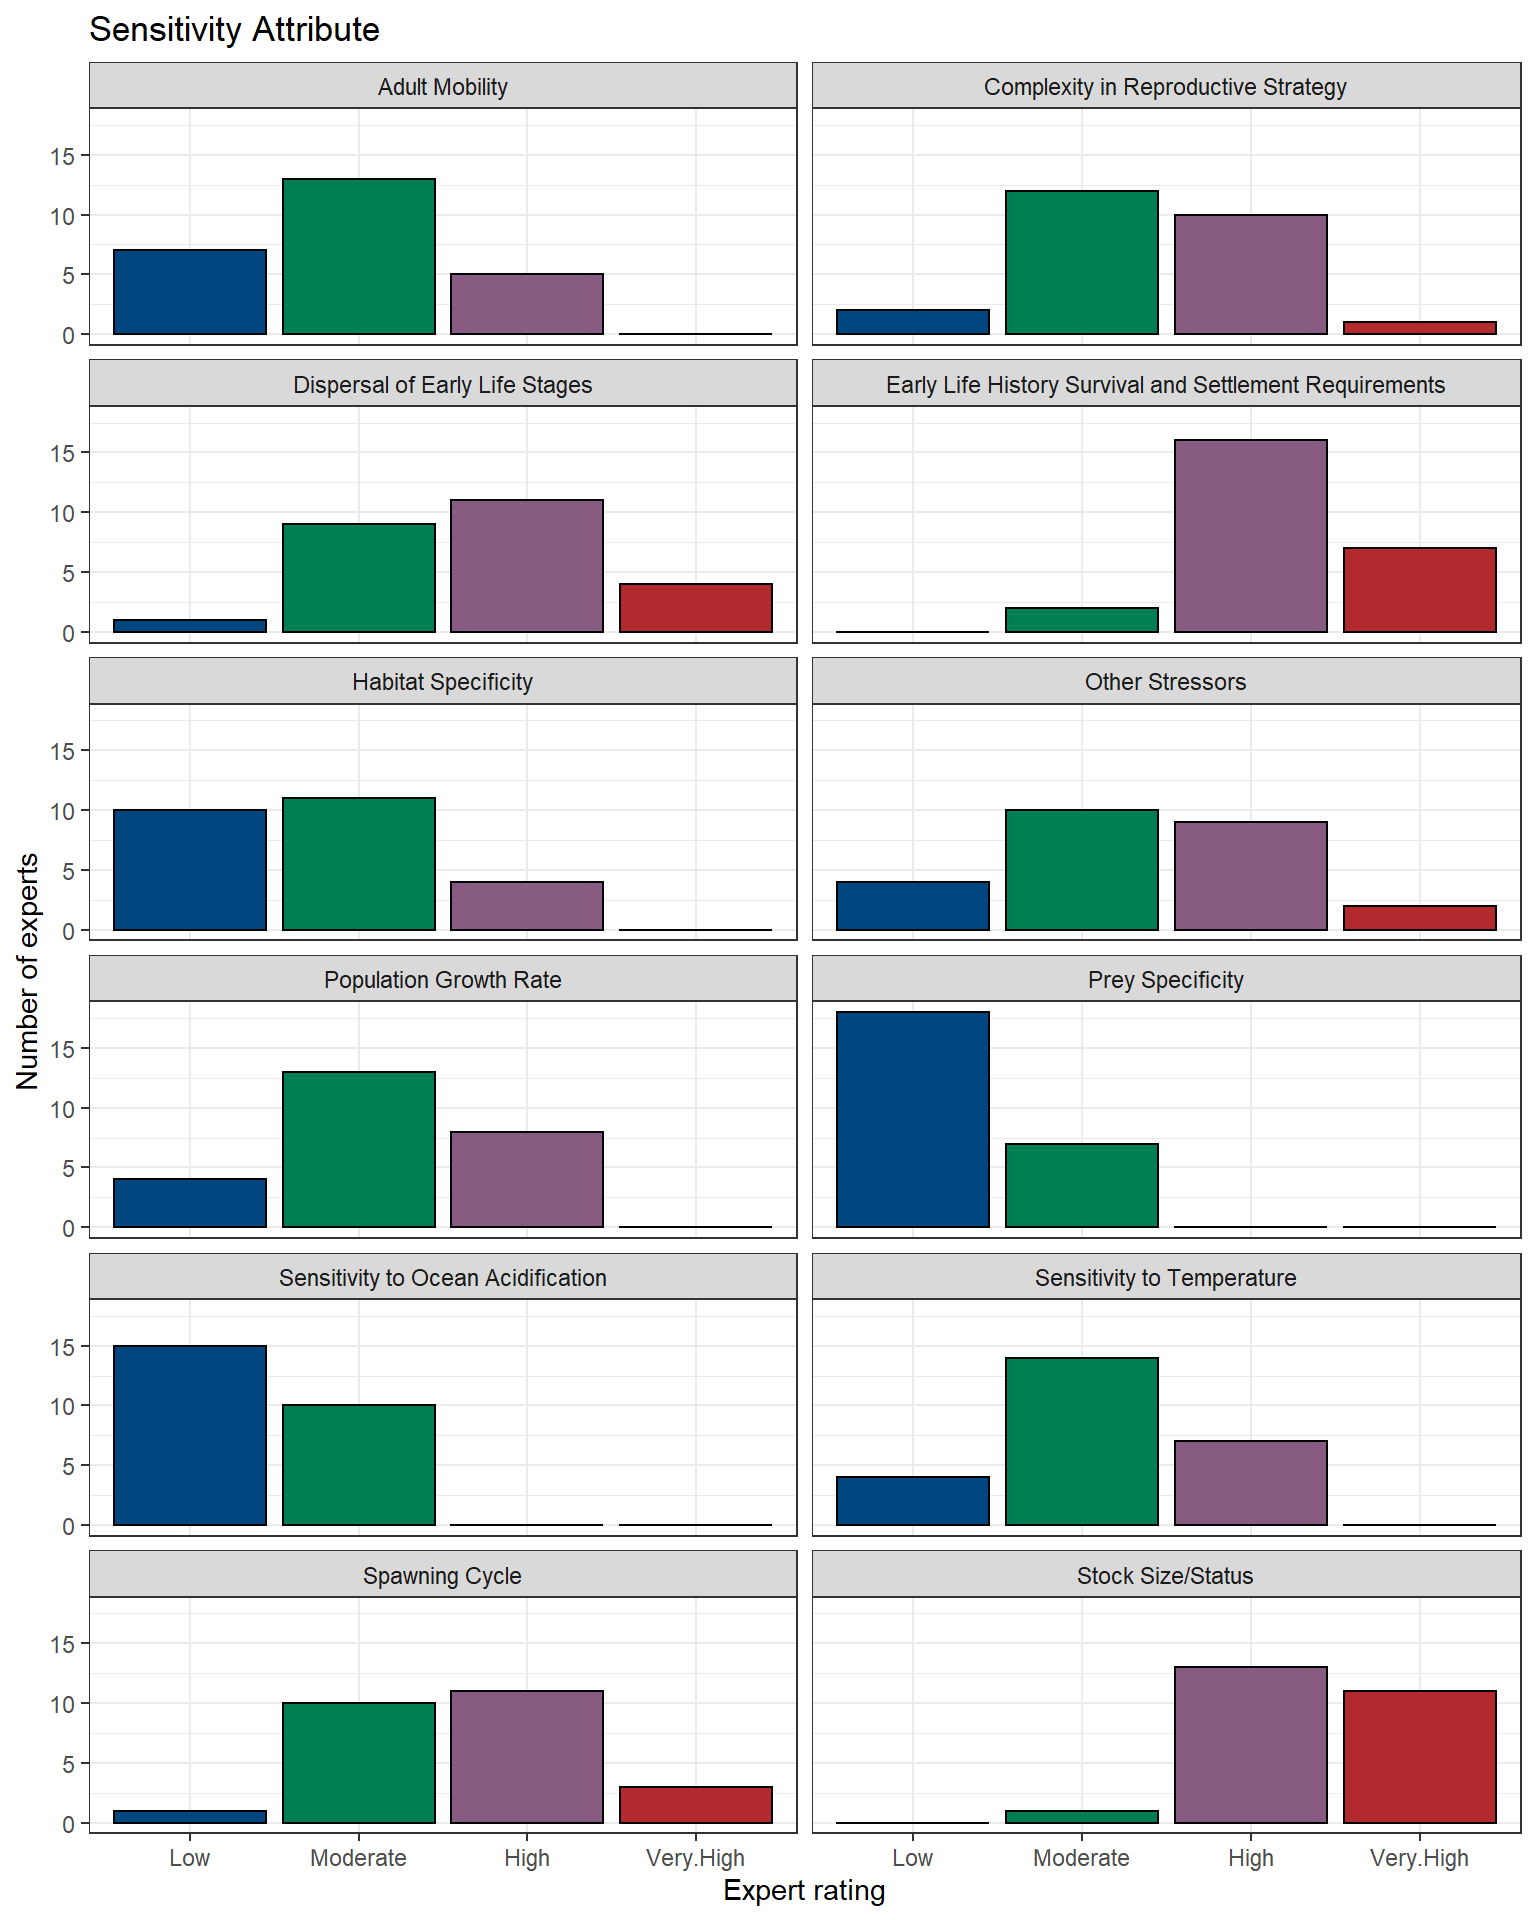 Sensitivity Attribute
Adult Mobility
Complexity in Reproductive Strategy
15
10
5
0
Dispersal of Early Life Stages
Early Life History Survival and Settlement Requirements
15
10
5
0
Habitat Specificity
Other Stressors
15
10
5
0
Number of experts
Population Growth Rate
Prey Specificity
15
10
5
0
Sensitivity to Ocean Acidification
Sensitivity to Temperature
15
10
5
0
Spawning Cycle
Stock Size/Status
15
10
5
0
Low Moderate High Very.High Low Moderate High Very.High
Expert rating